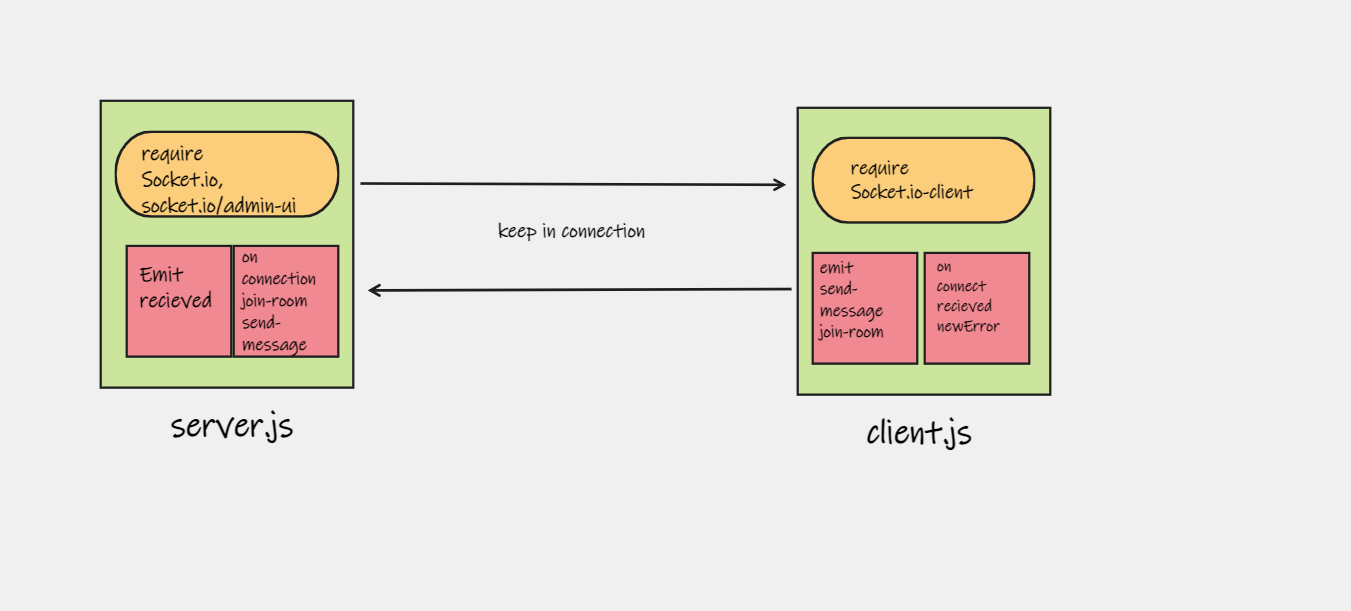 require
Socket.io,
socket.io/admin-ui
Emit
recieved
on
connection
join-room
send-
message
server.js
keep in connection
require
Socket.io-client
emit
send-
message
join-room
on
connect
recieved
newError
client.js